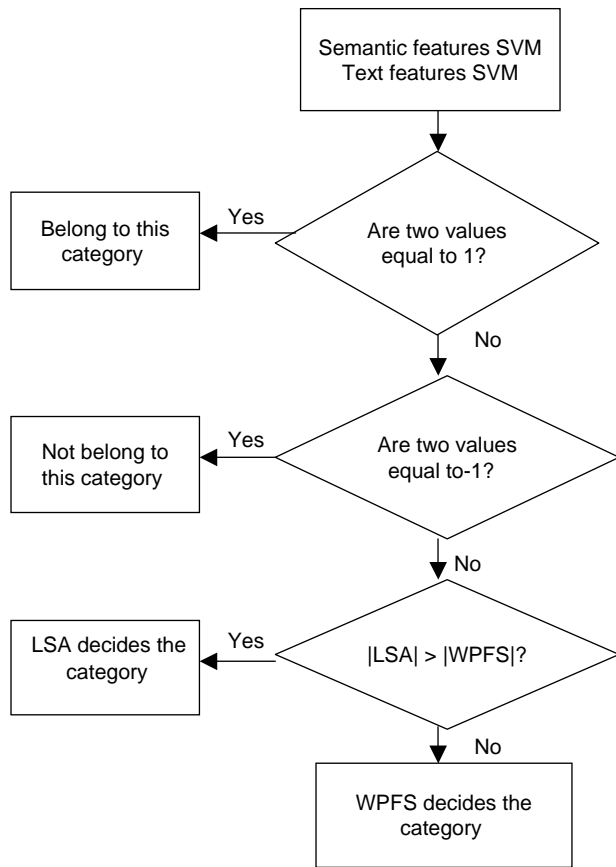 Semantic features SVM
Text features SVM
Are two values
equal to 1?
Yes
Belong to this
category
No
Are two values
equal to-1?
Yes
Not belong to
this category
No
|LSA| > |WPFS|?
Yes
LSA decides the
category
No
WPFS decides the
category